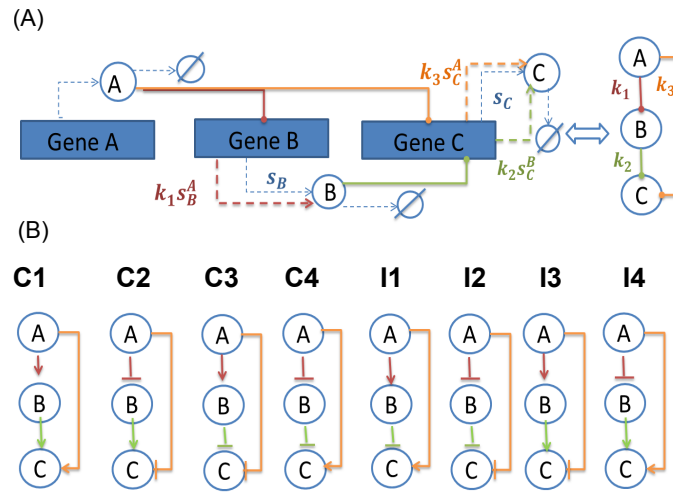 (A)
A
k₃s_C^A
C
A
s_C
k₁
k₃
Gene A
Gene B
Gene C
B
k₁s_B^A
s_B
B
k₂s_C^B
k₂
C
(B)
C1 C2 C3 C4 I1 I2 I3 I4
A A A A A A A A
B B B B B B B B
C C C C C C C C